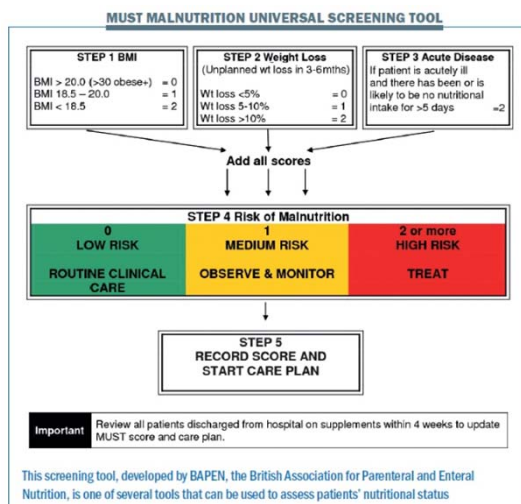 MUST MALNUTRITION UNIVERSAL SCREENING TOOL
STEP 1 BMI
BMI > 20.0 (>30 obese+) = 0
BMI 18.5 – 20.0 = 1
BMI < 18.5 = 2
STEP 2 Weight Loss
(Unplanned wt loss in 3-6mths)
Wt loss <5% = 0
Wt loss 5-10% = 1
Wt loss >10% = 2
STEP 3 Acute Disease
If patient is acutely ill
and there has been or is
likely to be no nutritional
intake for >5 days =2
Add all scores
STEP 4 Risk of Malnutrition
0
LOW RISK
ROUTINE CLINICAL
CARE
1
MEDIUM RISK
OBSERVE & MONITOR
2 or more
HIGH RISK
TREAT
STEP 5
RECORD SCORE AND
START CARE PLAN
Important
Review all patients discharged from hospital on supplements within 4 weeks to update
MUST score and care plan.
This screening tool, developed by BAPEN, the British Association for Parenteral and Enteral
Nutrition, is one of several tools that can be used to assess patients' nutritional status